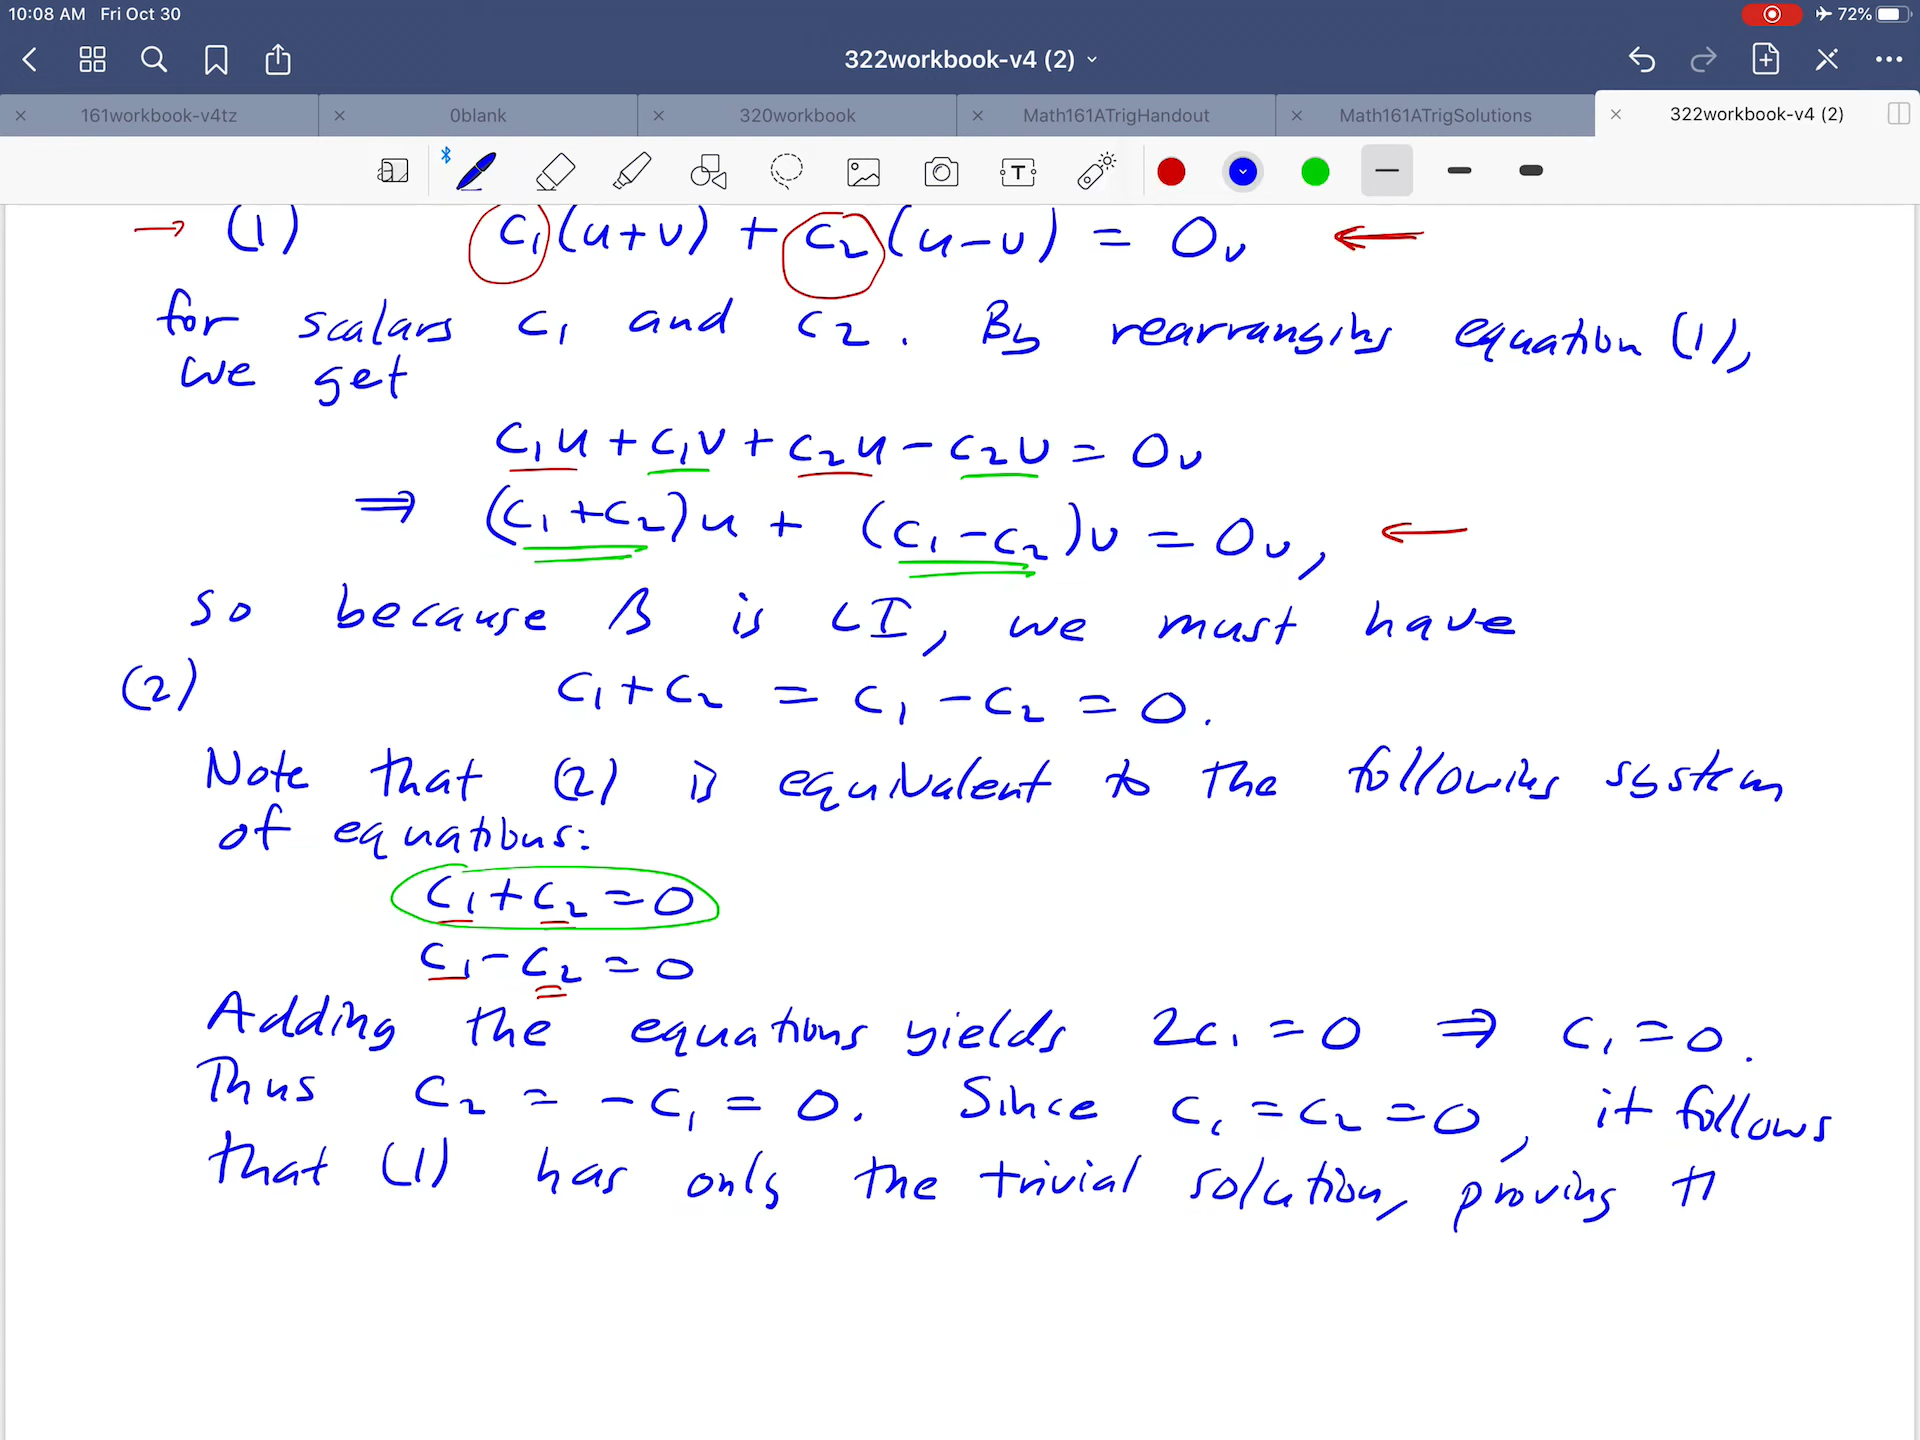 10:08 AM Fri Oct 30
72%
322workbook-v4 (2)
161workbook-v4tz
0blank
320workbook
Math161ATrigHandout
Math161ATrigSolutions
322workbook-v4 (2)
(1) c₁(u+v) + c₂(u-v) = 0ᵥ
for scalars c₁ and c₂. By rearranging equation (1),
we get
c₁u + c₁v + c₂u - c₂v = 0ᵥ
⇒ (c₁+c₂)u + (c₁-c₂)v = 0ᵥ,
so because B is LI, we must have
(2) c₁+c₂ = c₁-c₂ = 0.
Note that (2) is equivalent to the following system
of equations:
c₁+c₂=0
c₁-c₂=0
Adding the equations yields 2c₁=0 ⇒ c₁=0.
Thus c₂ = -c₁ = 0. Since c₁=c₂=0, it follows
that (1) has only the trivial solution, proving th